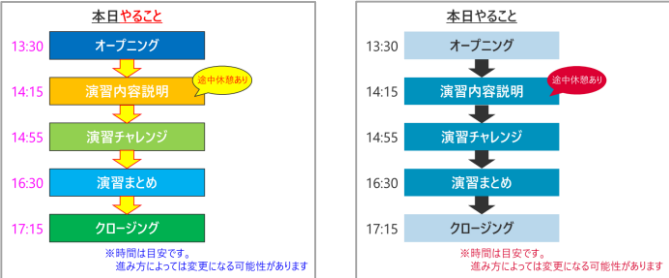 本日やること
13:30 オープニング
途中休憩あり
14:15 演習内容説明
14:55 演習チャレンジ
16:30 演習まとめ
17:15 クロージング
※時間は目安です。
進み方によっては変更になる可能性があります
本日やること
13:30 オープニング
途中休憩あり
14:15 演習内容説明
14:55 演習チャレンジ
16:30 演習まとめ
17:15 クロージング
※時間は目安です。
進み方によっては変更になる可能性があります